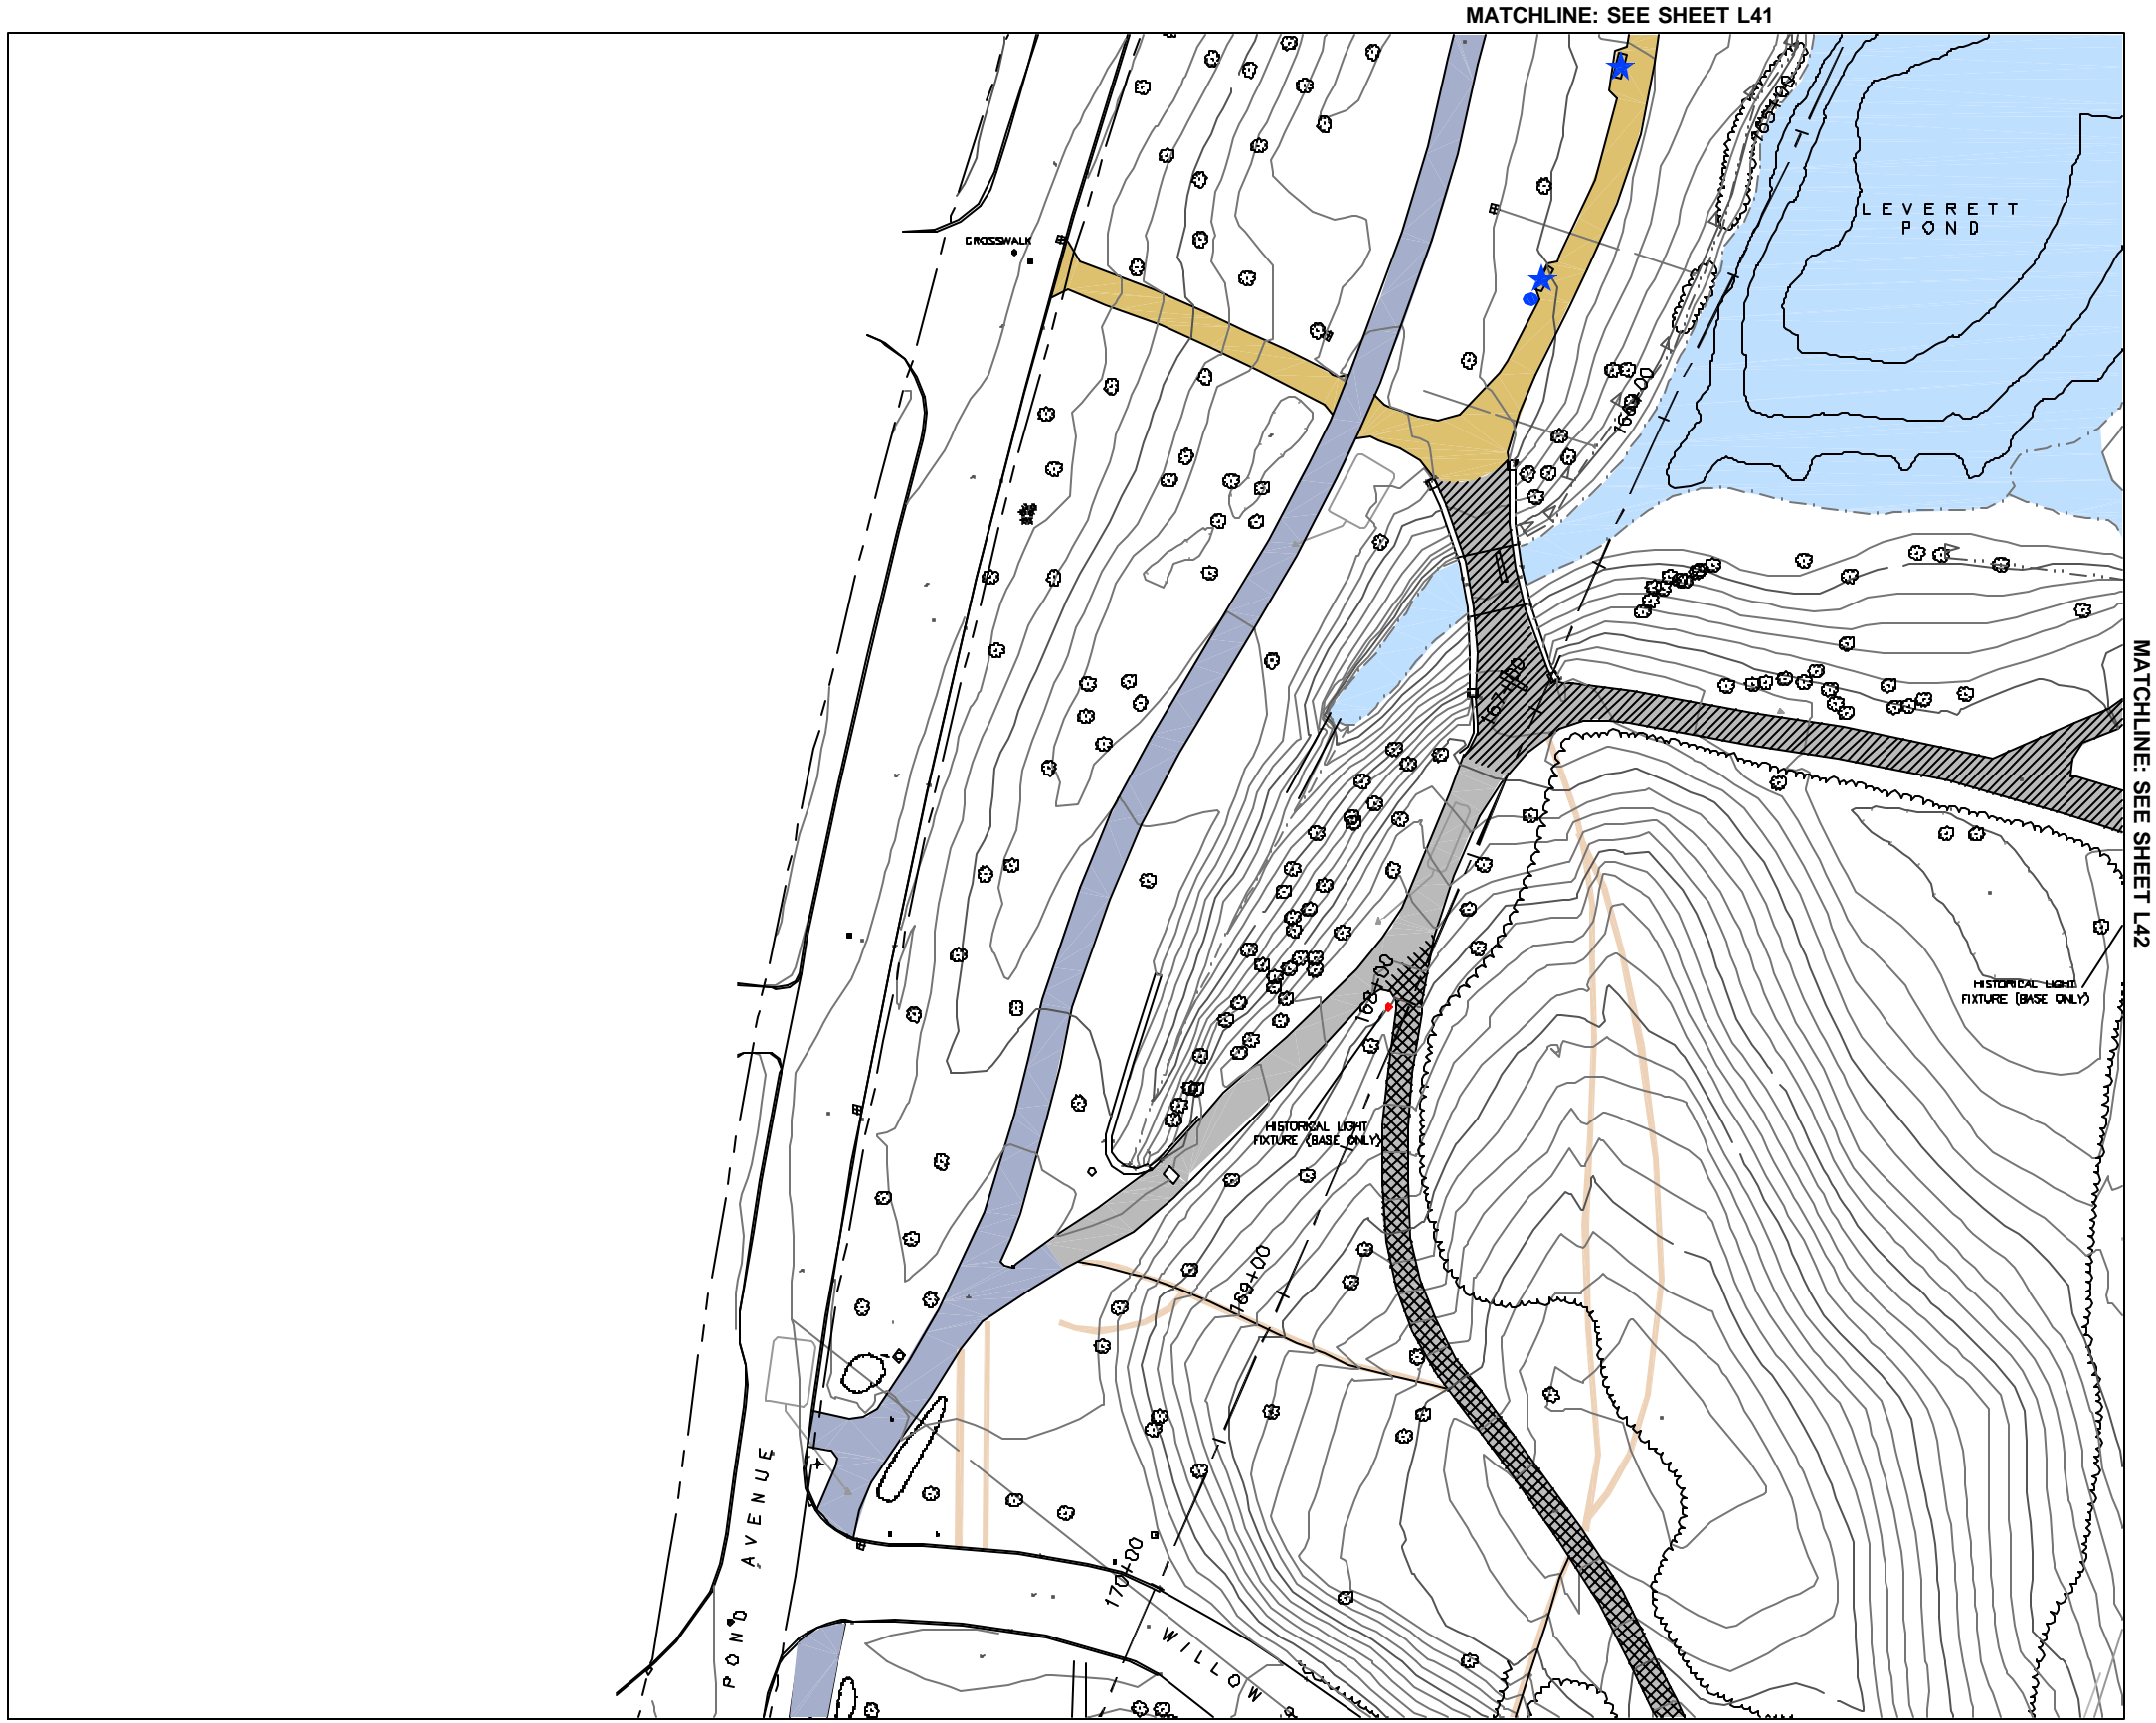 MATCHLINE: SEE SHEET L41
165+00
LEVERETT
POND
CROSSWALK
166+00
167+00
MATCHLINE: SEE SHEET L42
168+00
HISTORICAL LIGHT
FIXTURE (BASE ONLY)
HISTORICAL LIGHT
FIXTURE (BASE ONLY)
169+00
170+00
POND AVENUE
WILLOW